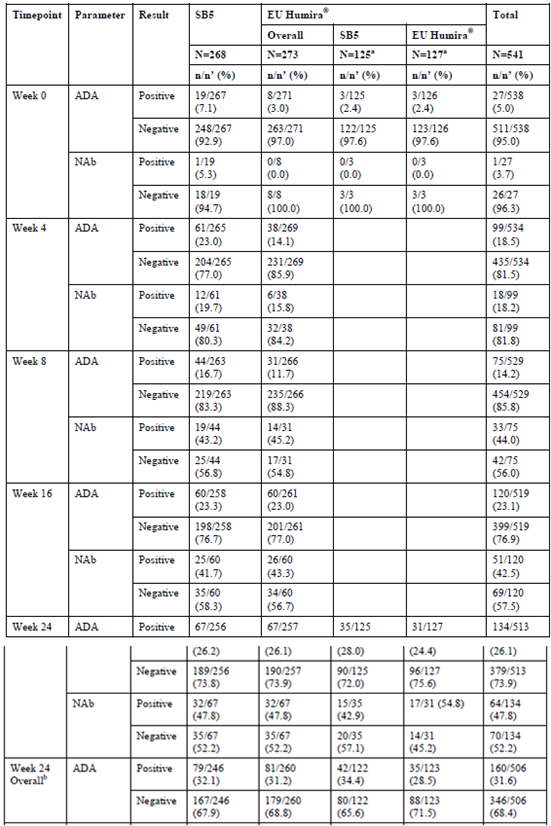 Timepoint Parameter Result SB5 EU Humira® Total
Overall SB5 EU Humira®
N=268 N=273 N=125a N=127a N=541
n/n' (%) n/n' (%) n/n' (%) n/n' (%) n/n' (%)
Week 0 ADA Positive 19/267 8/271 3/125 3/126 27/538
(7.1) (3.0) (2.4) (2.4) (5.0)
Negative 248/267 263/271 122/125 123/126 511/538
(92.9) (97.0) (97.6) (97.6) (95.0)
NAb Positive 1/19 0/8 0/3 0/3 1/27
(5.3) (0.0) (0.0) (0.0) (3.7)
Negative 18/19 8/8 3/3 3/3 26/27
(94.7) (100.0) (100.0) (100.0) (96.3)
Week 4 ADA Positive 61/265 38/269 99/534
(23.0) (14.1) (18.5)
Negative 204/265 231/269 435/534
(77.0) (85.9) (81.5)
NAb Positive 12/61 6/38 18/99
(19.7) (15.8) (18.2)
Negative 49/61 32/38 81/99
(80.3) (84.2) (81.8)
Week 8 ADA Positive 44/263 31/266 75/529
(16.7) (11.7) (14.2)
Negative 219/263 235/266 454/529
(83.3) (88.3) (85.8)
NAb Positive 19/44 14/31 33/75
(43.2) (45.2) (44.0)
Negative 25/44 17/31 42/75
(56.8) (54.8) (56.0)
Week 16 ADA Positive 60/258 60/261 120/519
(23.3) (23.0) (23.1)
Negative 198/258 201/261 399/519
(76.7) (77.0) (76.9)
NAb Positive 25/60 26/60 51/120
(41.7) (43.3) (42.5)
Negative 35/60 34/60 69/120
(58.3) (56.7) (57.5)
Week 24 ADA Positive 67/256 67/257 35/125 31/127 134/513
(26.2) (26.1) (28.0) (24.4) (26.1)
Negative 189/256 190/257 90/125 96/127 379/513
(73.8) (73.9) (72.0) (75.6) (73.9)
NAb Positive 32/67 32/67 15/35 17/31 (54.8) 64/134
(47.8) (47.8) (42.9) (47.8)
Negative 35/67 35/67 20/35 14/31 70/134
(52.2) (52.2) (57.1) (45.2) (52.2)
Week 24 ADA Positive 79/246 81/260 42/122 35/123 160/506
Overallb (32.1) (31.2) (34.4) (28.5) (31.6)
Negative 167/246 179/260 80/122 88/123 346/506
(67.9) (68.8) (65.6) (71.5) (68.4)